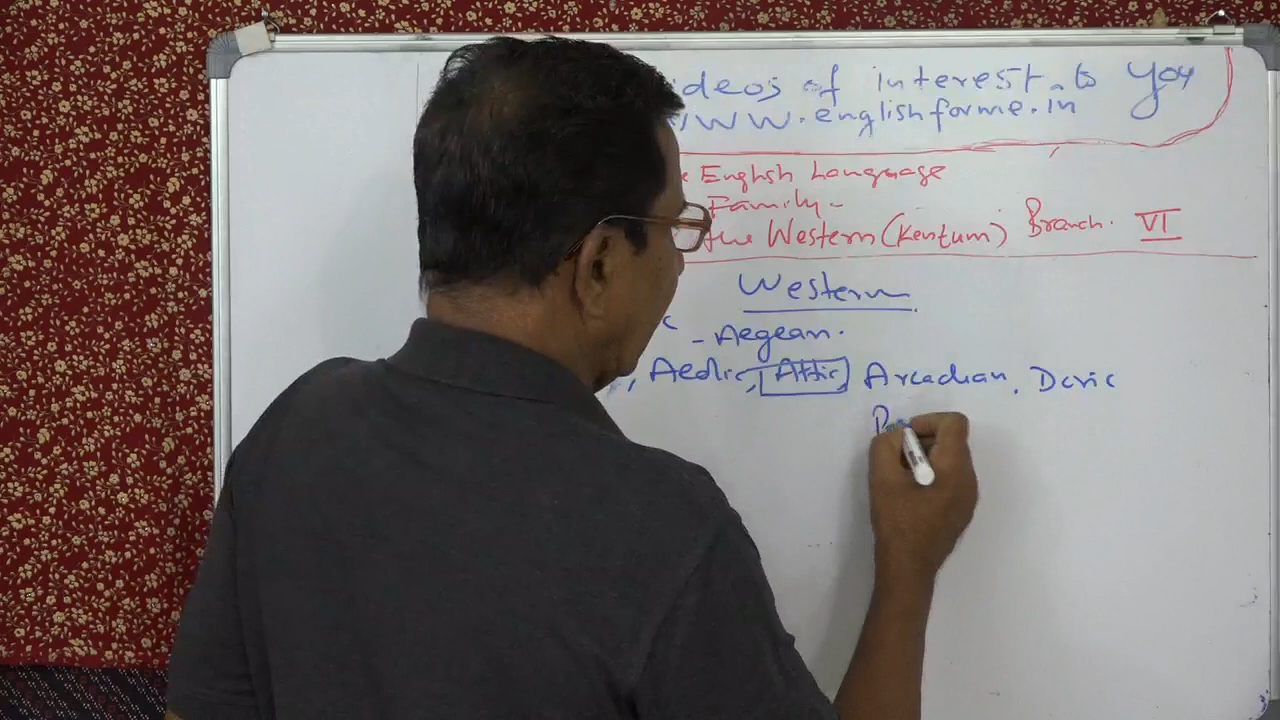 ideos of interest to You
WWW.englishforme.in
English Language
Family-
the Western (Kentum) Branch. VI
Western
c - Aegean.
, Aeolic, Attic, Arcadian, Doric